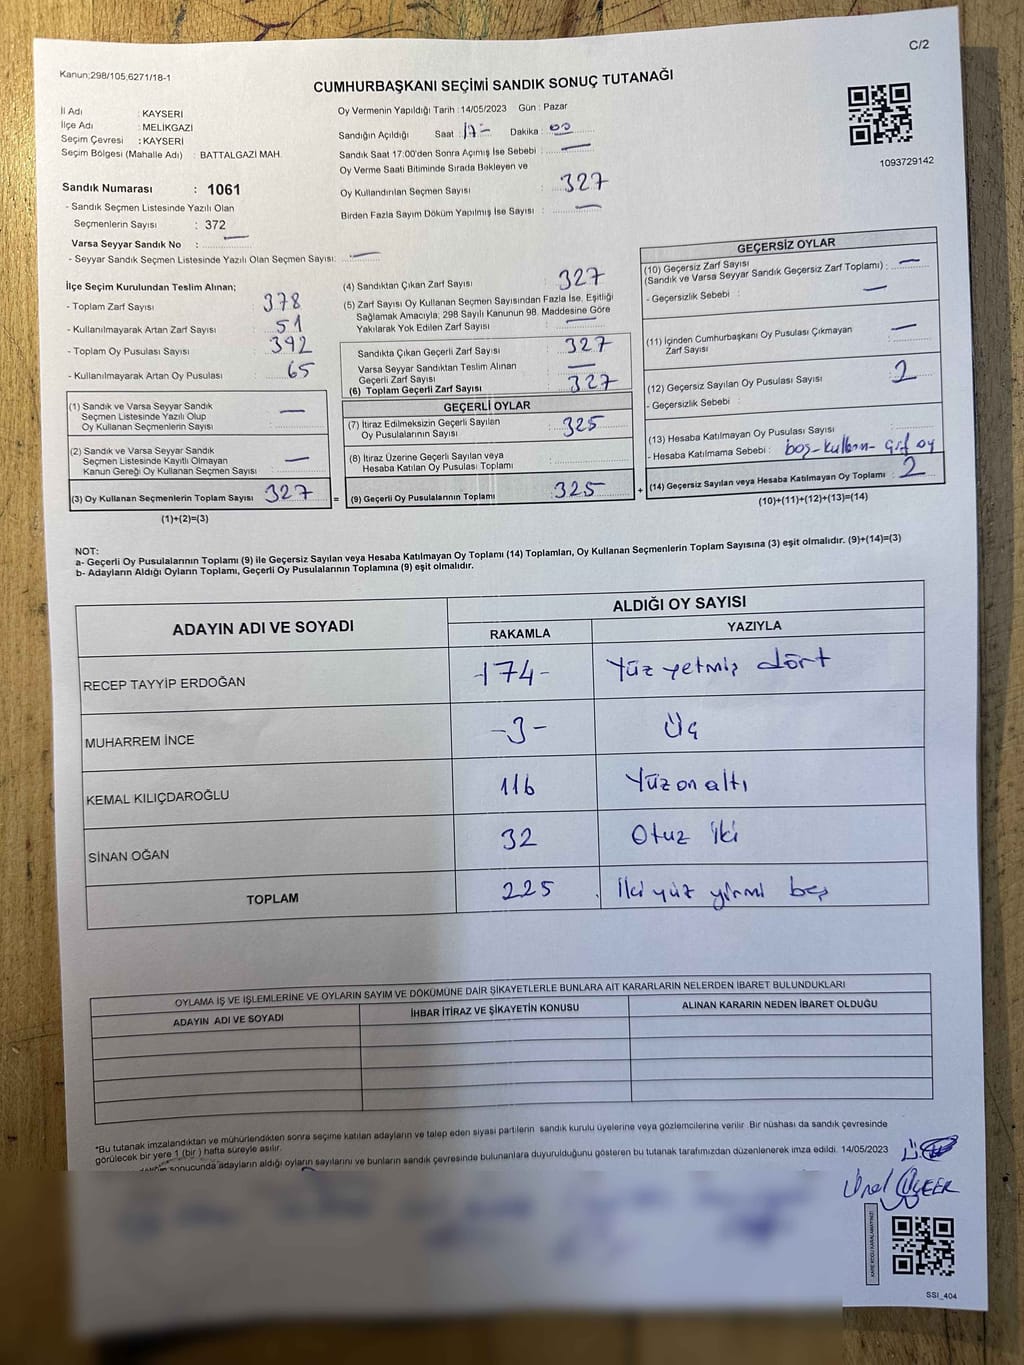 C/2
Kanun;298/105,6271/18-1
CUMHURBAŞKANI SEÇİMİ SANDIK SONUÇ TUTANAĞI
İl Adı : KAYSERİ
İlçe Adı : MELİKGAZİ
Seçim Çevresi : KAYSERİ
Seçim Bölgesi (Mahalle Adı) : BATTALGAZİ MAH.
Sandık Numarası : 1061
- Sandık Seçmen Listesinde Yazılı Olan
Seçmenlerin Sayısı : 372
Varsa Seyyar Sandık No : —
- Seyyar Sandık Seçmen Listesinde Yazılı Olan Seçmen Sayısı: —
Oy Vermenin Yapıldığı Tarih : 14/05/2023 Gün : Pazar
Sandığın Açıldığı Saat : 17- Dakika : 00
Sandık Saat 17:00'den Sonra Açımış İse Sebebi : —
Oy Verme Saati Bitiminde Sırada Bekleyen ve
Oy Kullandırılan Seçmen Sayısı : 327
Birden Fazla Sayım Döküm Yapılmış İse Sayısı : —
1093729142
İlçe Seçim Kurulundan Teslim Alınan;
- Toplam Zarf Sayısı : 378
- Kullanılmayarak Artan Zarf Sayısı : 51
- Toplam Oy Pusulası Sayısı : 392
- Kullanılmayarak Artan Oy Pusulası : 65
(1) Sandık ve Varsa Seyyar Sandık
Seçmen Listesinde Yazılı Olup
Oy Kullanan Seçmenlerin Sayısı : —
(2) Sandık ve Varsa Seyyar Sandık
Seçmen Listesinde Kayıtlı Olmayan
Kanun Gereği Oy Kullanan Seçmen Sayısı : —
(3) Oy Kullanan Seçmenlerin Toplam Sayısı 327
(1)+(2)=(3)
(4) Sandıktan Çıkan Zarf Sayısı : 327
(5) Zarf Sayısı Oy Kullanan Seçmen Sayısından Fazla İse, Eşitliği
Sağlamak Amacıyla; 298 Sayılı Kanunun 98. Maddesine Göre
Yakılarak Yok Edilen Zarf Sayısı : —
Sandıkta Çıkan Geçerli Zarf Sayısı : 327
Varsa Seyyar Sandıktan Teslim Alınan
Geçerli Zarf Sayısı : —
(6) Toplam Geçerli Zarf Sayısı : 327
GEÇERLİ OYLAR
(7) İtiraz Edilmeksizin Geçerli Sayılan
Oy Pusulalarının Sayısı : 325
(8) İtiraz Üzerine Geçerli Sayılan veya
Hesaba Katılan Oy Pusulası Toplamı :
= (9) Geçerli Oy Pusulalarının Toplamı : 325 +
GEÇERSİZ OYLAR
(10) Geçersiz Zarf Sayısı
(Sandık ve Varsa Seyyar Sandık Geçersiz Zarf Toplamı) : —
- Geçersizlik Sebebi : —
(11) İçinden Cumhurbaşkanı Oy Pusulası Çıkmayan
Zarf Sayısı : —
(12) Geçersiz Sayılan Oy Pusulası Sayısı : 2
- Geçersizlik Sebebi :
(13) Hesaba Katılmayan Oy Pusulası Sayısı :
- Hesaba Katılmama Sebebi : boş- çift oy
(14) Geçersiz Sayılan veya Hesaba Katılmayan Oy Toplamı : 2
(10)+(11)+(12)+(13)=(14)
NOT:
a- Geçerli Oy Pusulalarının Toplamı (9) ile Geçersiz Sayılan veya Hesaba Katılmayan Oy Toplamı (14) Toplamları, Oy Kullanan Seçmenlerin Toplam Sayısına (3) eşit olmalıdır. (9)+(14)=(3)
b- Adayların Aldığı Oyların Toplamı, Geçerli Oy Pusulalarının Toplamına (9) eşit olmalıdır.
ADAYIN ADI VE SOYADI
ALDIĞI OY SAYISI
RAKAMLA YAZIYLA
RECEP TAYYİP ERDOĞAN -174- Yüz yetmiş dört
MUHARREM İNCE -3- Üç
KEMAL KILIÇDAROĞLU 116 Yüz on altı
SİNAN OĞAN 32 Otuz iki
TOPLAM 225 İki yüz yirmi beş
OYLAMA İŞ VE İŞLEMLERİNE VE OYLARIN SAYIM VE DÖKÜMÜNE DAİR ŞİKAYETLERLE BUNLARA AİT KARARLARIN NELERDEN İBARET BULUNDUKLARI
ADAYIN ADI VE SOYADI İHBAR İTİRAZ VE ŞİKAYETİN KONUSU ALINAN KARARIN NEDEN İBARET OLDUĞU
*Bu tutanak imzalandıktan ve mühürlendikten sonra seçime katılan adayların ve talep eden siyasi partilerin sandık kurulu üyelerine veya gözlemcilerine verilir. Bir nüshası da sandık çevresinde
görülecek bir yere 1 (bir ) hafta süreyle asılır.
sonucunda adayların aldığı oyların sayılarını ve bunların sandık çevresinde bulunanlara duyurulduğunu gösteren bu tutanak tarafımızdan düzenlenerek imza edildi. 14/05/2023
SSI_404